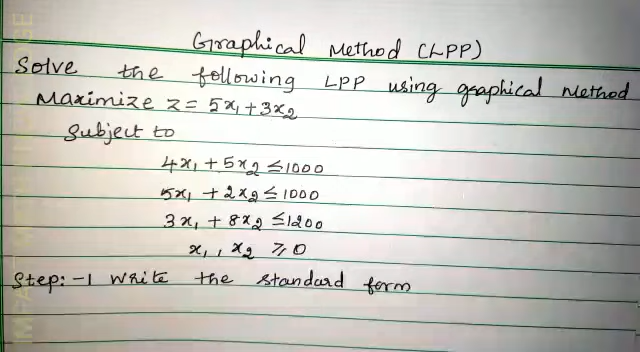 Graphical Method (LPP)
Solve the following LPP using graphical Method
Maximize z = 5x₁ + 3x₂
Subject to
4x₁ + 5x₂ ≤ 1000
5x₁ + 2x₂ ≤ 1000
3x₁ + 8x₂ ≤ 1200
x₁, x₂ ≥ 0
Step: -1 Write the standard form